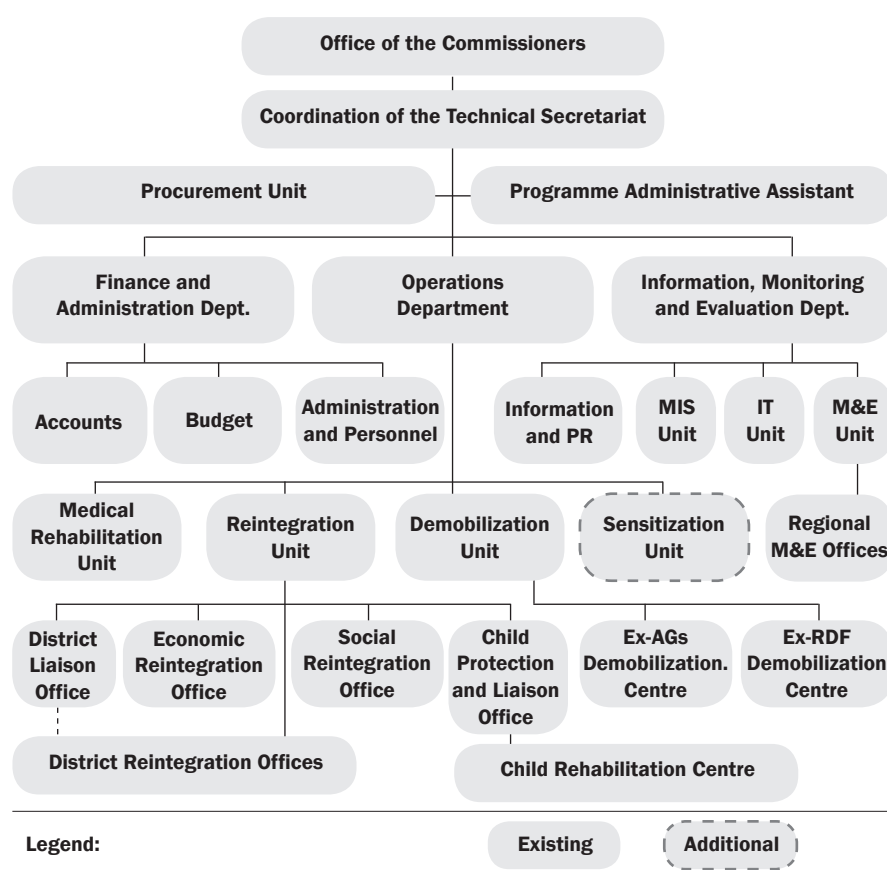 Office of the Commissioners
Coordination of the Technical Secretariat
Procurement Unit
Programme Administrative Assistant
Finance and
Administration Dept.
Operations
Department
Information, Monitoring
and Evaluation Dept.
Accounts
Budget
Administration
and Personnel
Information
and PR
MIS
Unit
IT
Unit
M&E
Unit
Medical
Rehabilitation
Unit
Reintegration
Unit
Demobilization
Unit
Sensitization
Unit
Regional
M&E Offices
District
Liaison
Office
Economic
Reintegration
Office
Social
Reintegration
Office
Child
Protection
and Liaison
Office
Ex-AGs
Demobilization.
Centre
Ex-RDF
Demobilization
Centre
District Reintegration Offices
Child Rehabilitation Centre
Legend:
Existing
Additional